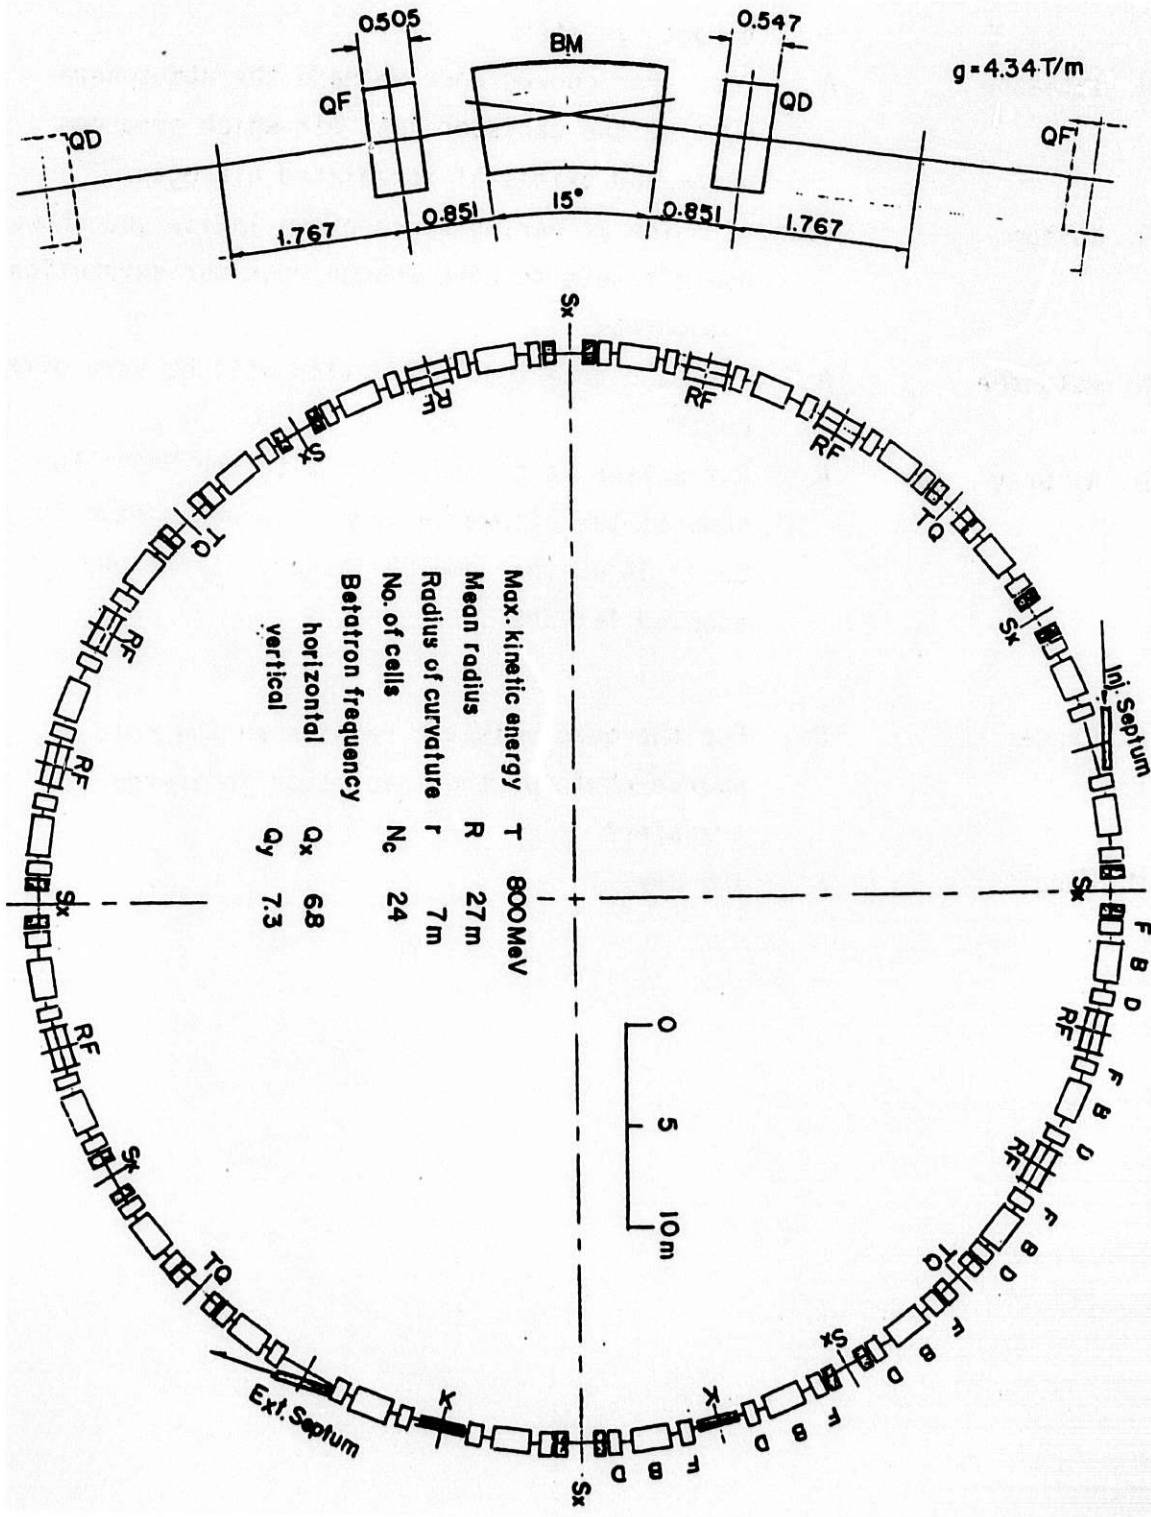 0.505
0.547
BM
g=4.34T/m
QF
QD
QD
QF
0.851
15°
0.851
1.767
1.767
Sx
RF
RF
RF
Sx
TQ
TQ
Sx
RF
RF
Inj. Septum
Max. kinetic energy T 800MeV
Mean radius R 27m
Radius of curvature r 7m
No. of cells Nc 24
Betatron frequency
horizontal Qx 6.8
vertical Qy 7.3
Sx
Sx
F
B
D
RF
F
B
D
RF
F
B
D
TQ
F
B
D
Sx
F
B
D
K
F
B
D
Sx
0
5
10m
RF
Sx
TQ
Ext. Septum
K